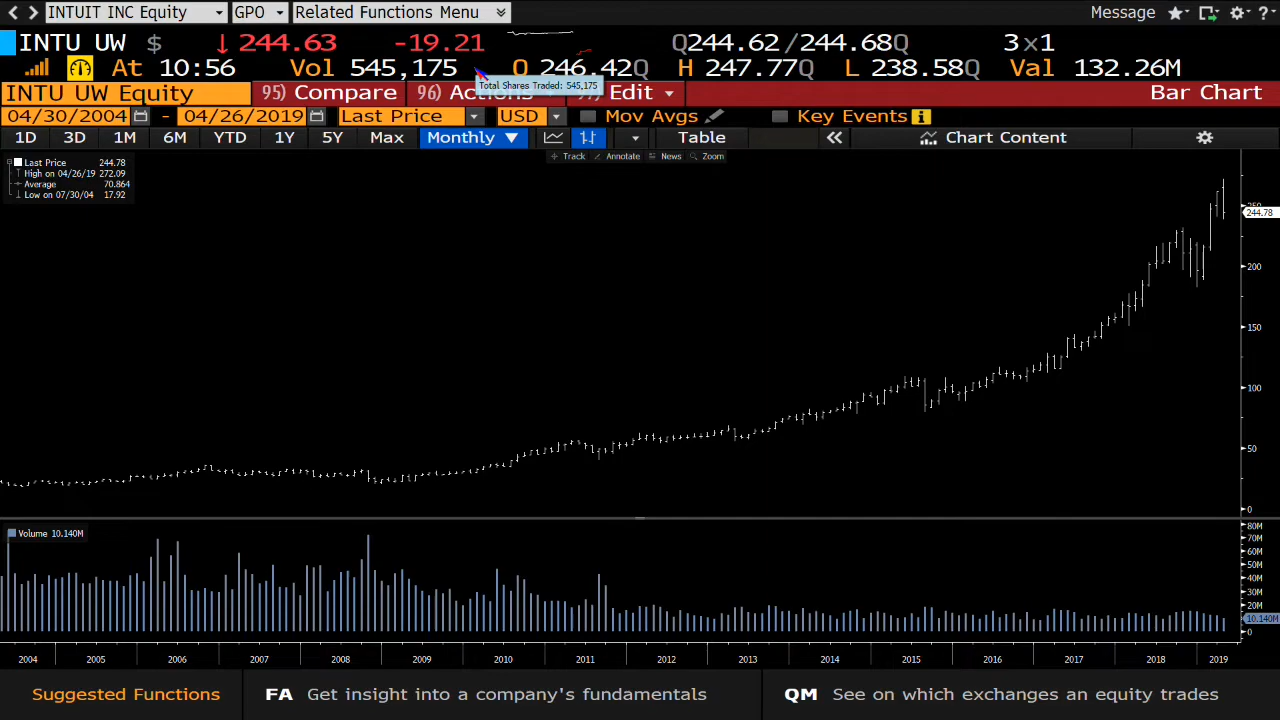 INTUIT INC Equity GPO Related Functions Menu Message
INTU UW $ ↓ 244.63 -19.21 Q244.62/244.68Q 3x1
At 10:56 Vol 545,175 O 246.42Q H 247.77Q L 238.58Q Val 132.26M
Total Shares Traded: 545,175
INTU UW Equity 95) Compare 96) Actions Edit Bar Chart
04/30/2004 - 04/26/2019 Last Price USD Mov Avgs Key Events
1D 3D 1M 6M YTD 1Y 5Y Max Monthly ▼ Table « Chart Content
Track Annotate News Zoom
Last Price 244.78
High on 04/26/19 272.09
Average 70.864
Low on 07/30/04 17.92
244.78
200
150
100
50
0
Volume 10.140M
80M
70M
60M
50M
40M
30M
20M
10.140M
0
2004 2005 2006 2007 2008 2009 2010 2011 2012 2013 2014 2015 2016 2017 2018 2019
Suggested Functions FA Get insight into a company's fundamentals QM See on which exchanges an equity trades